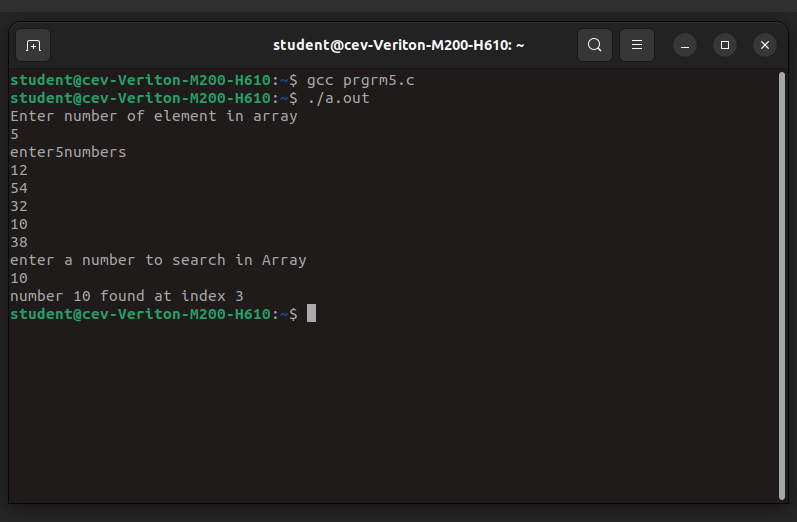 student@cev-Veriton-M200-H610: ~
student@cev-Veriton-M200-H610:~$ gcc prgrm5.c
student@cev-Veriton-M200-H610:~$ ./a.out
Enter number of element in array
5
enter5numbers
12
54
32
10
38
enter a number to search in Array
10
number 10 found at index 3
student@cev-Veriton-M200-H610:~$